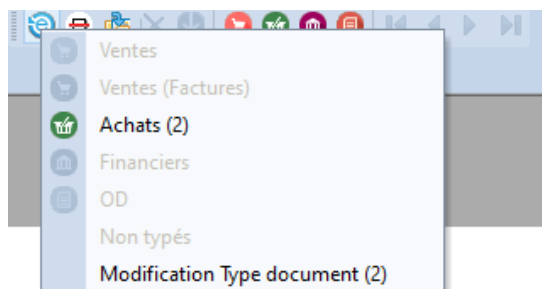 Ventes
Ventes (Factures)
Achats (2)
Financiers
OD
Non typés
Modification Type document (2)